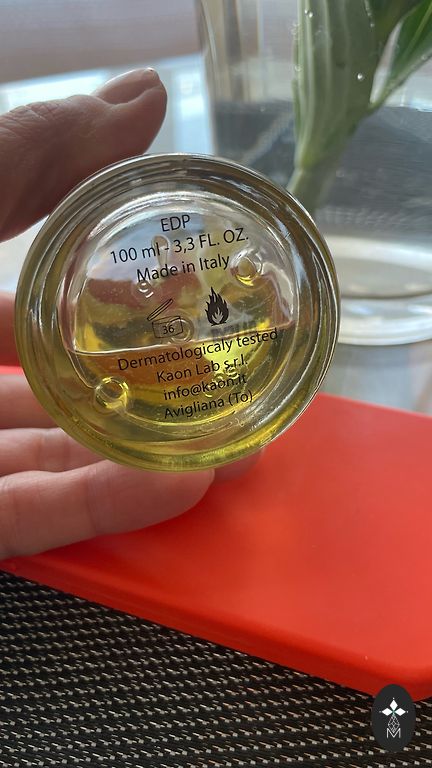 EDP
100 ml - 3,3 FL. OZ.
Made in Italy
36
Dermatologicaly tested
Kaon Lab s.r.l.
info@kaon.it
Avigliana (To)
M